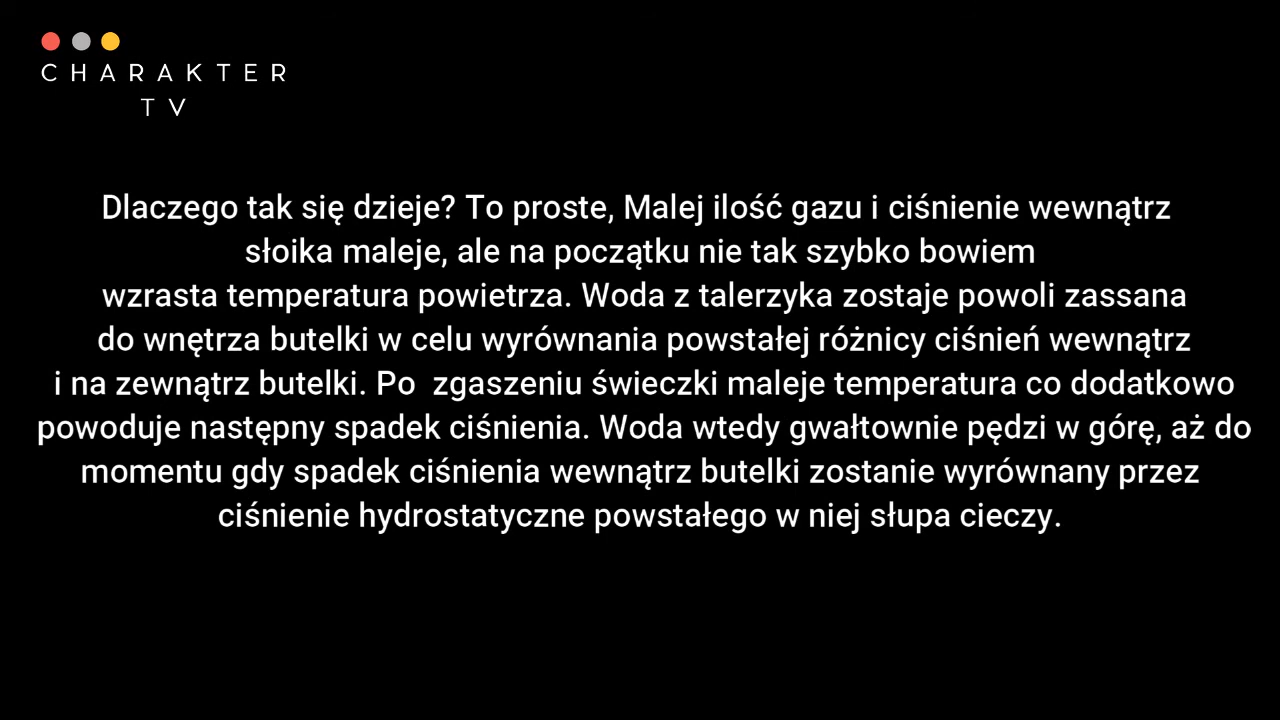 CHARAKTER
TV
Dlaczego tak się dzieje? To proste, Malej ilość gazu i ciśnienie wewnątrz
słoika maleje, ale na początku nie tak szybko bowiem
wzrasta temperatura powietrza. Woda z talerzyka zostaje powoli zassana
do wnętrza butelki w celu wyrównania powstałej różnicy ciśnień wewnątrz
i na zewnątrz butelki. Po  zgaszeniu świeczki maleje temperatura co dodatkowo
powoduje następny spadek ciśnienia. Woda wtedy gwałtownie pędzi w górę, aż do
momentu gdy spadek ciśnienia wewnątrz butelki zostanie wyrównany przez
ciśnienie hydrostatyczne powstałego w niej słupa cieczy.